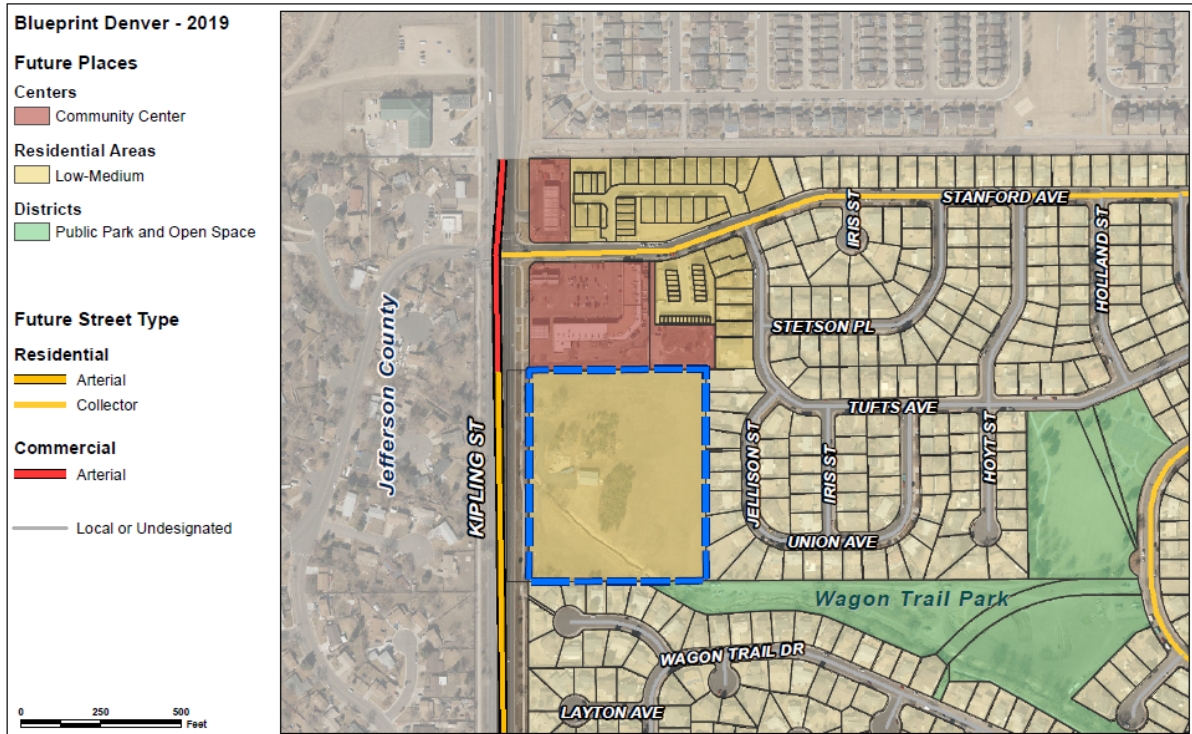 Blueprint Denver - 2019
Future Places
Centers
Community Center
Residential Areas
Low-Medium
Districts
Public Park and Open Space
Future Street Type
Residential
Arterial
Collector
Commercial
Arterial
Local or Undesignated
0 250 500
Feet
Jefferson County
KIPLING ST
STANFORD AVE
IRIS ST
HOLLAND ST
STETSON PL
TUFTS AVE
JELLISON ST
IRIS ST
HOYT ST
UNION AVE
Wagon Trail Park
WAGON TRAIL DR
LAYTON AVE